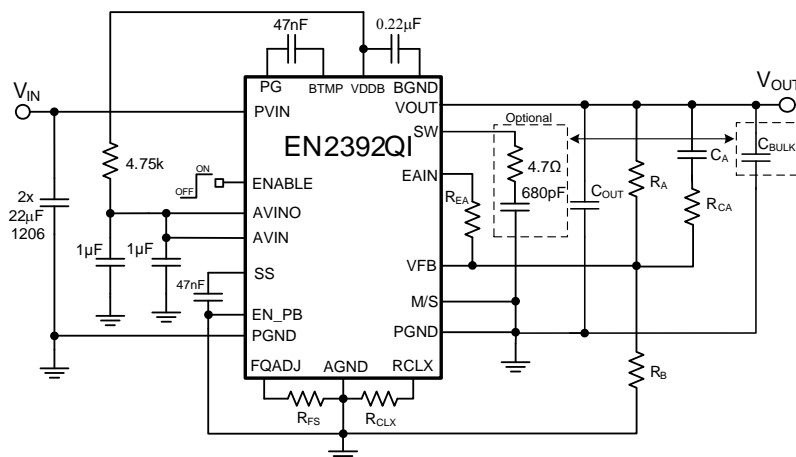 47nF
0.22µF
PG
BTMP
VDDB
BGND
VIN
PVIN
VOUT
VOUT
EN2392QI
SW
Optional
CBULK
4.75k
ON
OFF
ENABLE
EAIN
4.7Ω
680pF
REA
COUT
RA
CA
RCA
2x
22µF
1206
AVINO
AVIN
1µF
1µF
47nF
SS
VFB
EN_PB
M/S
PGND
PGND
FQADJ
AGND
RCLX
RFS
RCLX
RB